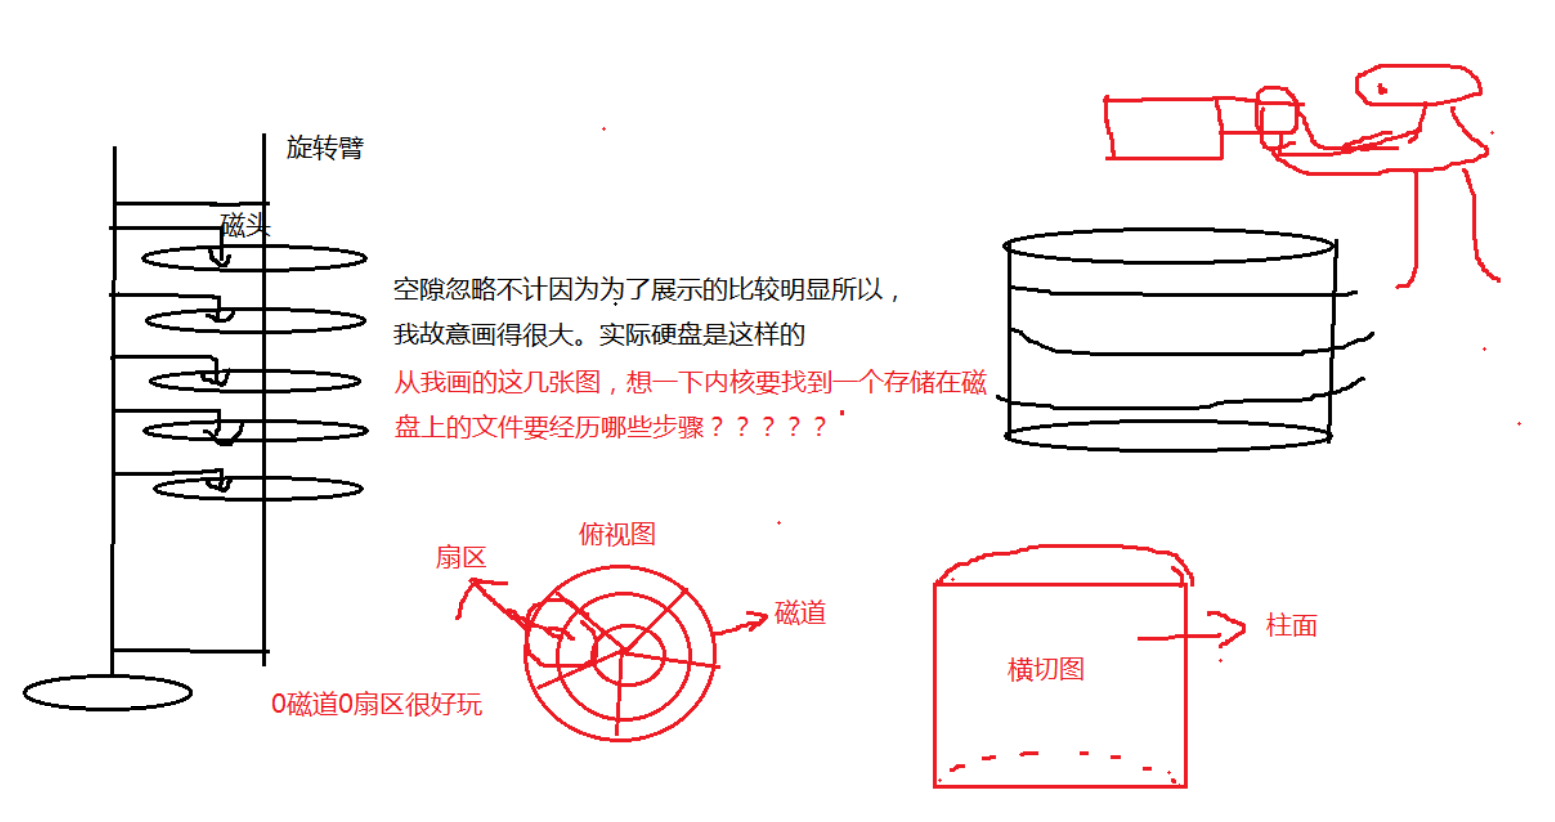 旋转臂
磁头
空隙忽略不计因为为了展示的比较明显所以，
我故意画得很大。实际硬盘是这样的
从我画的这几张图，想一下内核要找到一个存储在磁
盘上的文件要经历哪些步骤？？？？？
俯视图
扇区
磁道
柱面
横切图
0磁道0扇区很好玩